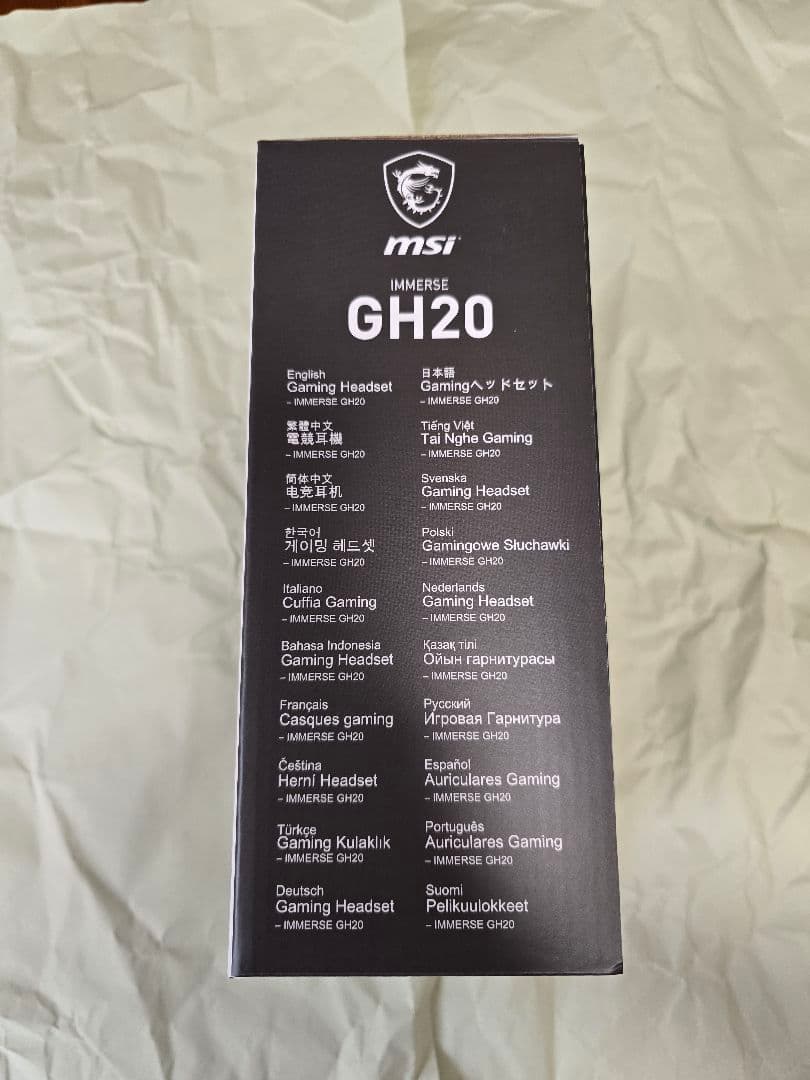 msi
IMMERSE
GH20
English
Gaming Headset
– IMMERSE GH20
繁體中文
電競耳機
– IMMERSE GH20
简体中文
电竞耳机
– IMMERSE GH20
한국어
게이밍 헤드셋
– IMMERSE GH20
Italiano
Cuffia Gaming
– IMMERSE GH20
Bahasa Indonesia
Gaming Headset
– IMMERSE GH20
Français
Casques gaming
– IMMERSE GH20
Čeština
Herní Headset
– IMMERSE GH20
Türkçe
Gaming Kulaklık
– IMMERSE GH20
Deutsch
Gaming Headset
– IMMERSE GH20
日本語
Gamingヘッドセット
– IMMERSE GH20
Tiếng Việt
Tai Nghe Gaming
– IMMERSE GH20
Svenska
Gaming Headset
– IMMERSE GH20
Polski
Gamingowe Słuchawki
– IMMERSE GH20
Nederlands
Gaming Headset
– IMMERSE GH20
Қазақ тілі
Ойын гарнитурасы
– IMMERSE GH20
Русский
Игровая Гарнитура
– IMMERSE GH20
Español
Auriculares Gaming
– IMMERSE GH20
Português
Auriculares Gaming
– IMMERSE GH20
Suomi
Pelikuulokkeet
– IMMERSE GH20